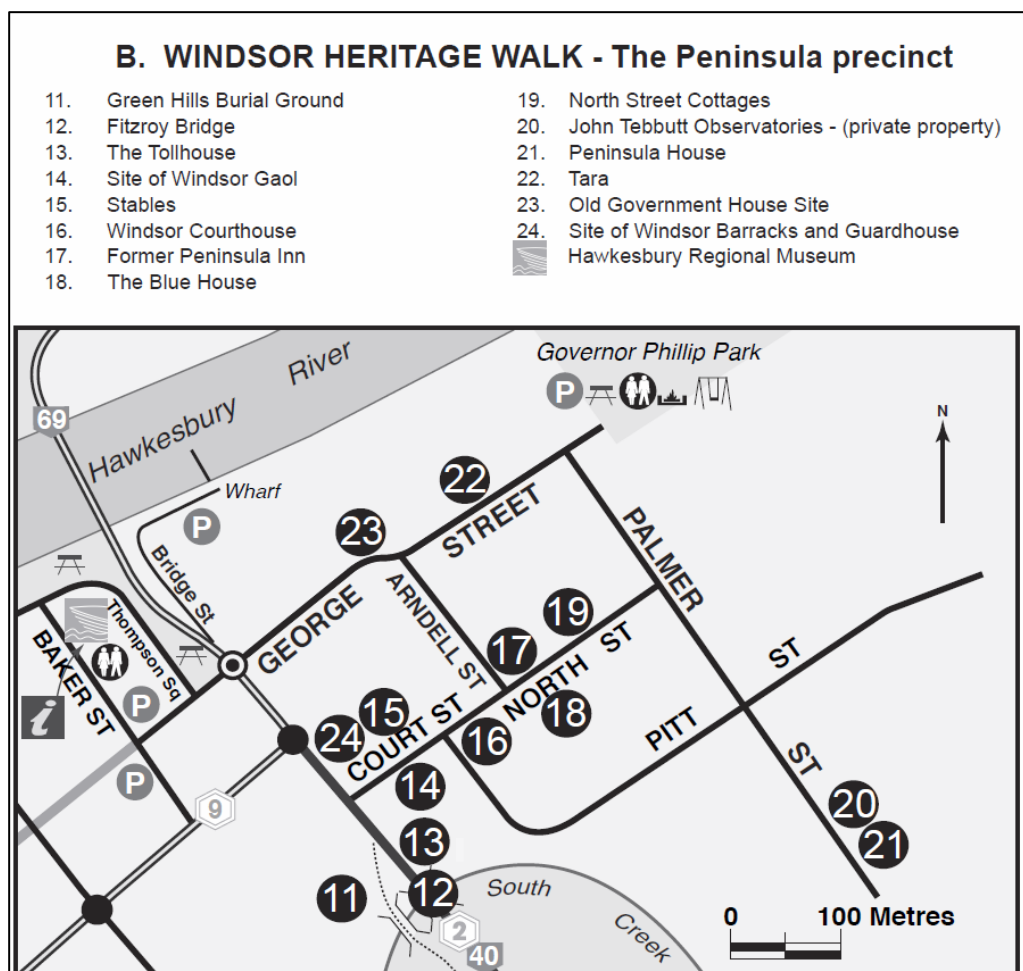 B. WINDSOR HERITAGE WALK - The Peninsula precinct
11. Green Hills Burial Ground
12. Fitzroy Bridge
13. The Tollhouse
14. Site of Windsor Gaol
15. Stables
16. Windsor Courthouse
17. Former Peninsula Inn
18. The Blue House
19. North Street Cottages
20. John Tebbutt Observatories - (private property)
21. Peninsula House
22. Tara
23. Old Government House Site
24. Site of Windsor Barracks and Guardhouse
Hawkesbury Regional Museum
Hawkesbury River
Governor Phillip Park
P
N
69
Wharf
P
22
23
GEORGE STREET
Bridge St
Thompson Sq
BAKER ST
ARNDELL ST
PALMER ST
19
17
NORTH ST
18
PITT ST
i
P
P
24
15
COURT ST
16
14
9
13
20
21
11
12
South Creek
2
40
0 100 Metres